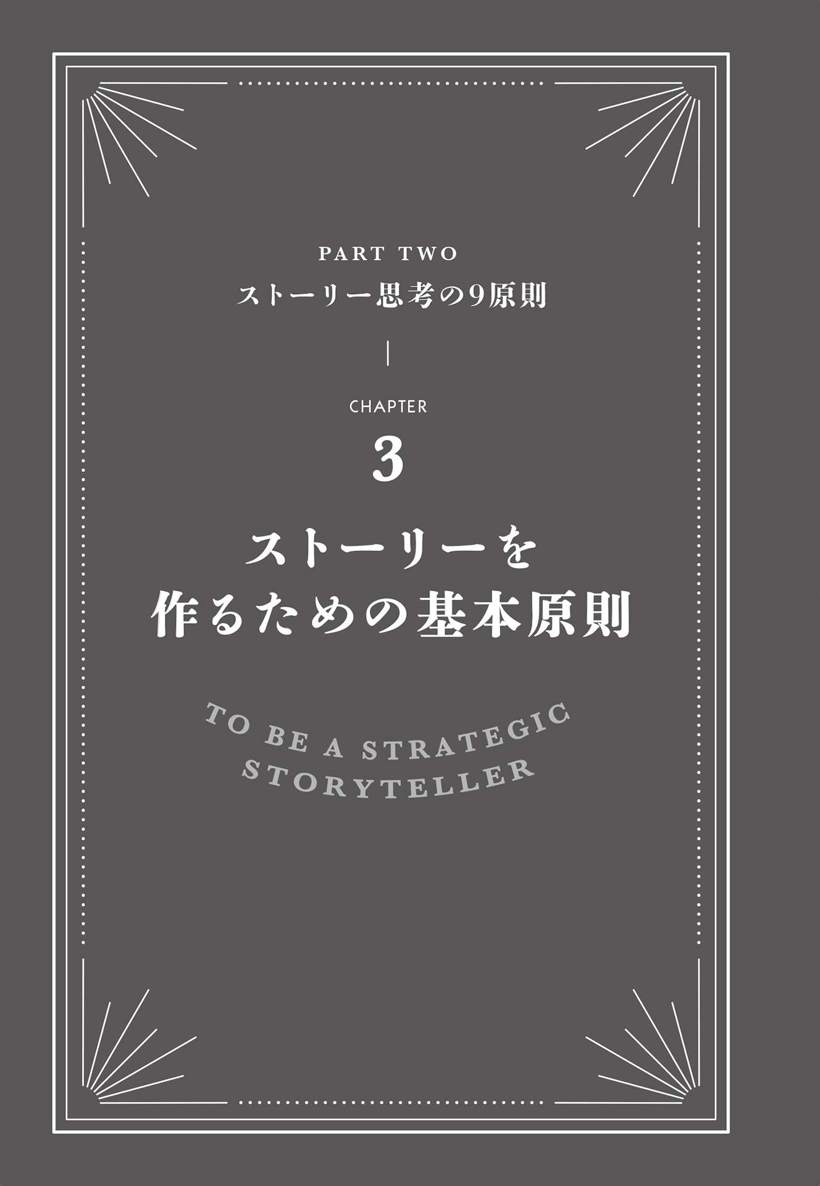 PART TWO
ストーリー思考の9原則
CHAPTER
3
ストーリーを
作るための基本原則
TO BE A STRATEGIC
STORYTELLER